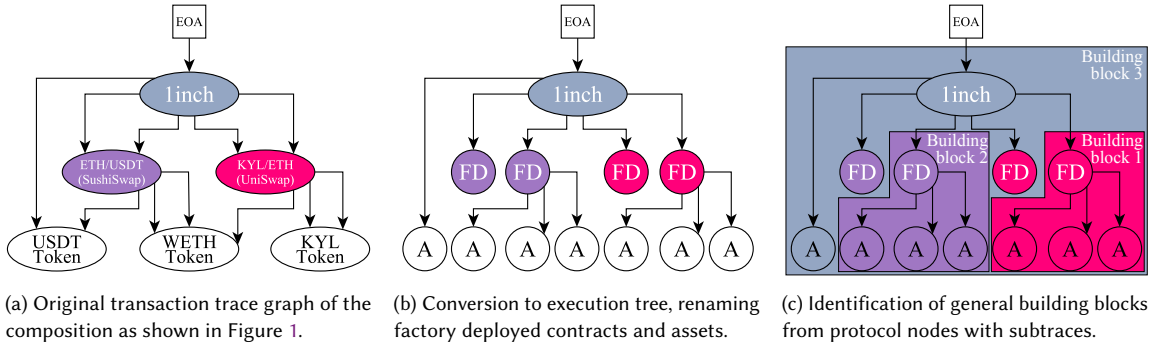 EOA
1inch
ETH/USDT
(SushiSwap)
KYL/ETH
(UniSwap)
USDT
Token
WETH
Token
KYL
Token
(a) Original transaction trace graph of the
composition as shown in Figure 1.
EOA
1inch
FD
FD
FD
FD
A
A
A
A
A
A
A
(b) Conversion to execution tree, renaming
factory deployed contracts and assets.
EOA
Building
block 3
1inch
Building
block 2
Building
block 1
FD
FD
FD
FD
A
A
A
A
A
A
A
(c) Identification of general building blocks
from protocol nodes with subtraces.